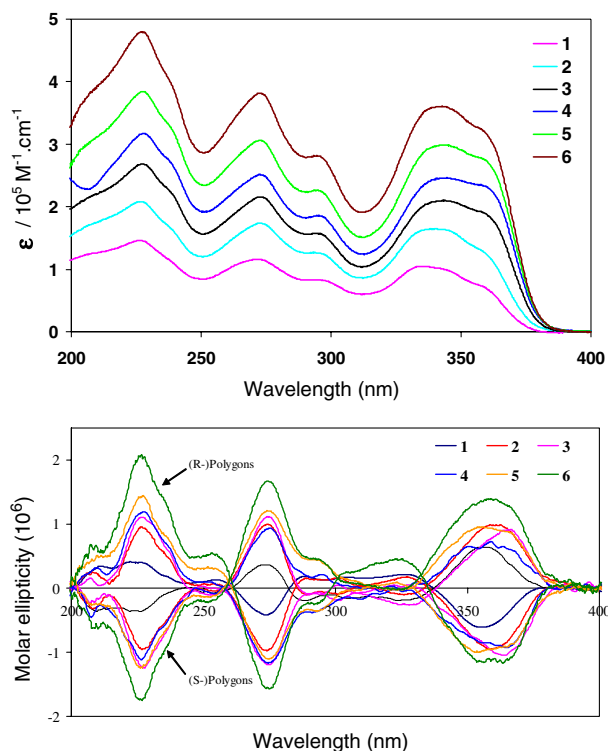 5
4
3
2
1
0
ε / 10⁵ M⁻¹.cm⁻¹
1
2
3
4
5
6
200 250 300 350 400
Wavelength (nm)
2
1
0
-1
-2
Molar ellipticity (10⁶)
(R-)Polygons
1 2 3
4 5 6
200 250 300 350 400
(S-)Polygons
Wavelength (nm)